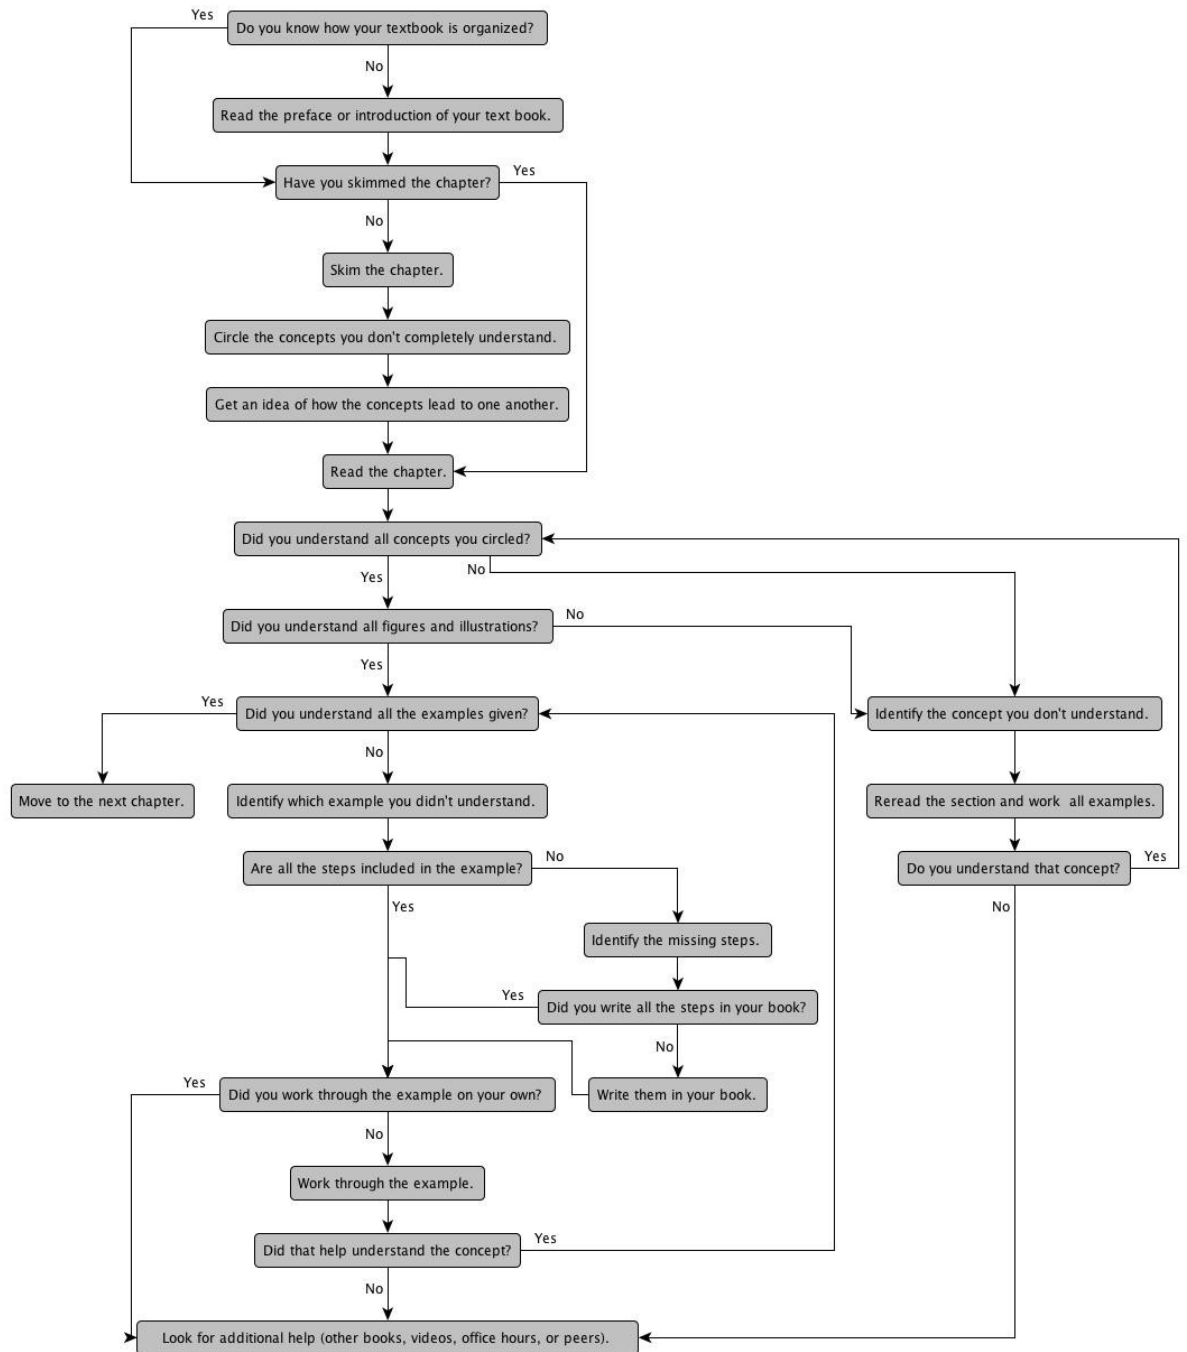 Yes
Do you know how your textbook is organized?
No
Read the preface or introduction of your text book.
Have you skimmed the chapter?
Yes
No
Skim the chapter.
Circle the concepts you don't completely understand.
Get an idea of how the concepts lead to one another.
Read the chapter.
Did you understand all concepts you circled?
No
Yes
Did you understand all figures and illustrations?
No
Yes
Yes
Did you understand all the examples given?
Identify the concept you don't understand.
No
Move to the next chapter.
Identify which example you didn't understand.
Reread the section and work  all examples.
Are all the steps included in the example?
No
Do you understand that concept?
Yes
Yes
No
Identify the missing steps.
Yes
Did you write all the steps in your book?
No
Yes
Did you work through the example on your own?
Write them in your book.
No
Work through the example.
Did that help understand the concept?
Yes
No
Look for additional help (other books, videos, office hours, or peers).